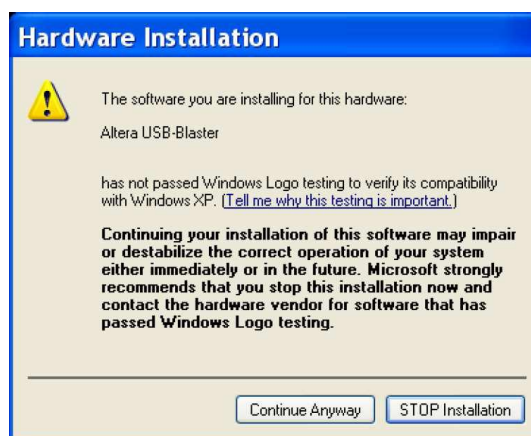 Hardware Installation
The software you are installing for this hardware:
Altera USB-Blaster
has not passed Windows Logo testing to verify its compatibility
with Windows XP. (Tell me why this testing is important.)
Continuing your installation of this software may impair
or destabilize the correct operation of your system
either immediately or in the future. Microsoft strongly
recommends that you stop this installation now and
contact the hardware vendor for software that has
passed Windows Logo testing.
Continue Anyway STOP Installation